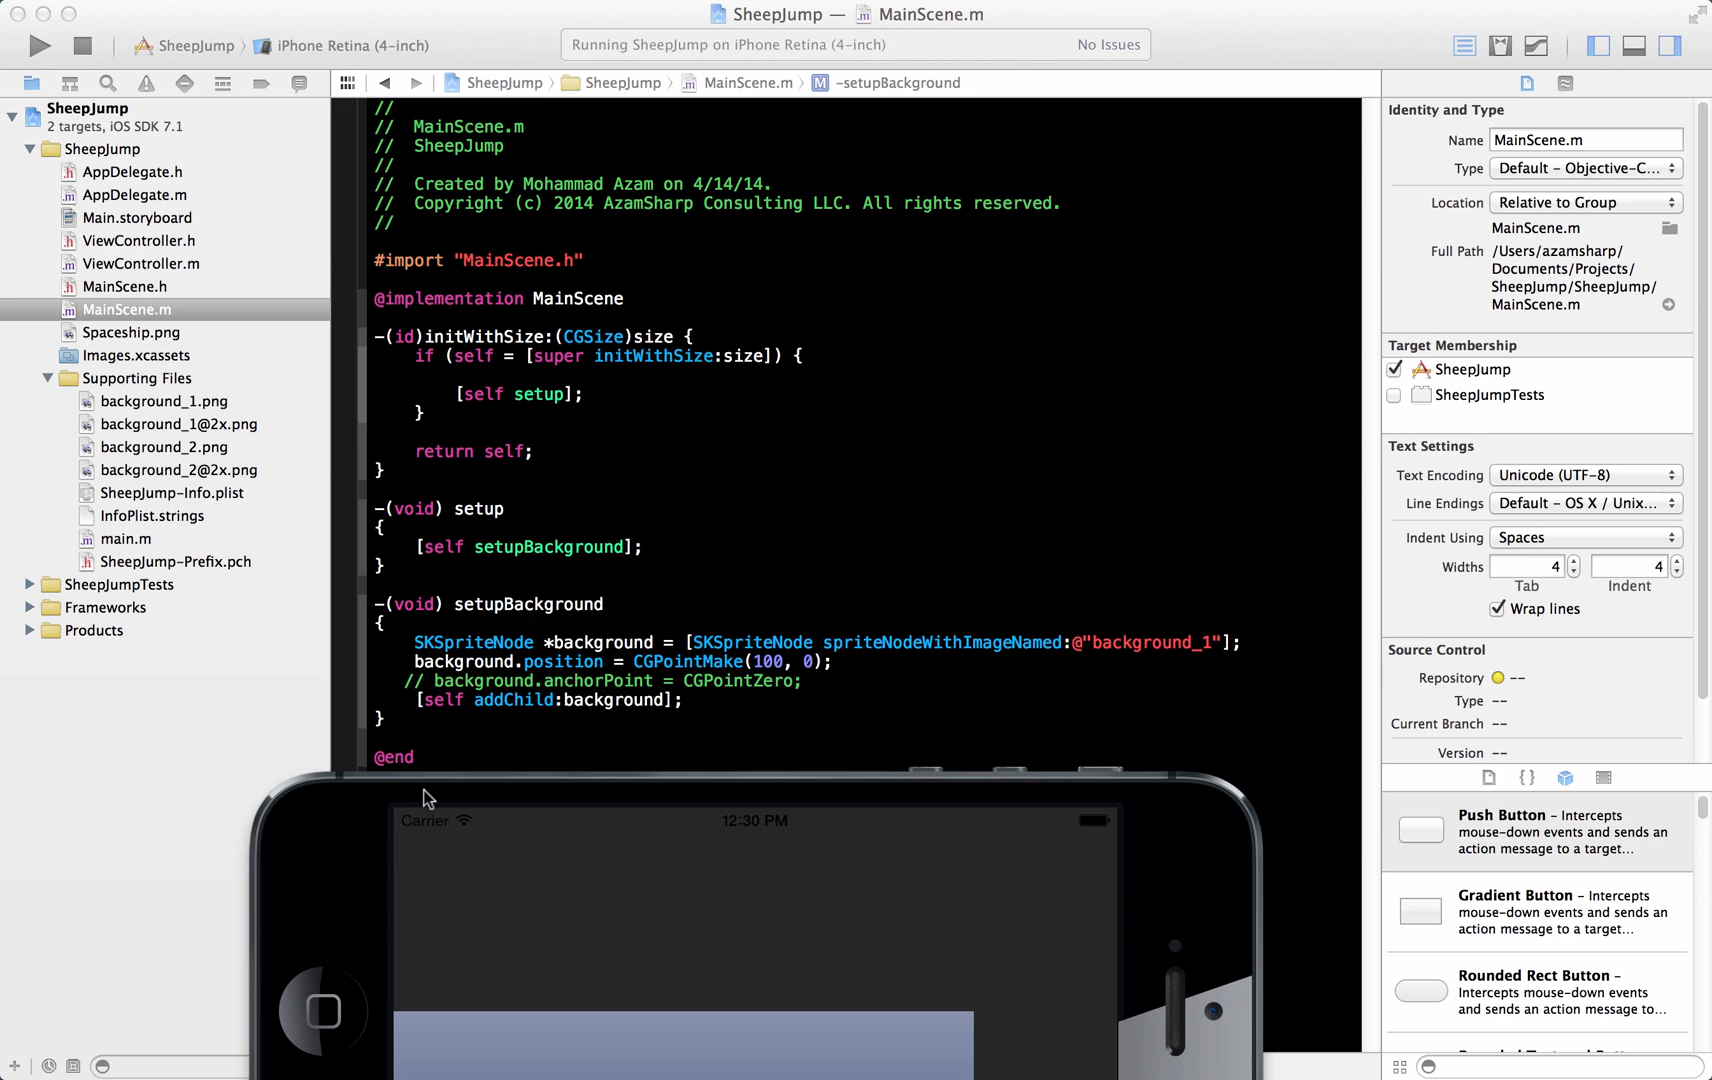 SheepJump — MainScene.m
SheepJump iPhone Retina (4-inch)
Running SheepJump on iPhone Retina (4-inch) No Issues
SheepJump SheepJump MainScene.m M -setupBackground
SheepJump
2 targets, iOS SDK 7.1
SheepJump
AppDelegate.h
AppDelegate.m
Main.storyboard
ViewController.h
ViewController.m
MainScene.h
MainScene.m
Spaceship.png
Images.xcassets
Supporting Files
background_1.png
background_1@2x.png
background_2.png
background_2@2x.png
SheepJump-Info.plist
InfoPlist.strings
main.m
SheepJump-Prefix.pch
SheepJumpTests
Frameworks
Products
//
// MainScene.m
// SheepJump
//
// Created by Mohammad Azam on 4/14/14.
// Copyright (c) 2014 AzamSharp Consulting LLC. All rights reserved.
//
#import "MainScene.h"
@implementation MainScene
-(id)initWithSize:(CGSize)size {
if (self = [super initWithSize:size]) {
[self setup];
}
return self;
}
-(void) setup
{
[self setupBackground];
}
-(void) setupBackground
{
SKSpriteNode *background = [SKSpriteNode spriteNodeWithImageNamed:@"background_1"];
background.position = CGPointMake(100, 0);
// background.anchorPoint = CGPointZero;
[self addChild:background];
}
@end
Carrier 12:30 PM
Identity and Type
Name MainScene.m
Type Default - Objective-C...
Location Relative to Group
MainScene.m
Full Path /Users/azamsharp/
Documents/Projects/
SheepJump/SheepJump/
MainScene.m
Target Membership
SheepJump
SheepJumpTests
Text Settings
Text Encoding Unicode (UTF-8)
Line Endings Default - OS X / Unix...
Indent Using Spaces
Widths 4 4
Tab Indent
Wrap lines
Source Control
Repository --
Type --
Current Branch --
Version --
Push Button - Intercepts
mouse-down events and sends an
action message to a target...
Gradient Button - Intercepts
mouse-down events and sends an
action message to a target...
Rounded Rect Button -
Intercepts mouse-down events
and sends an action message to...